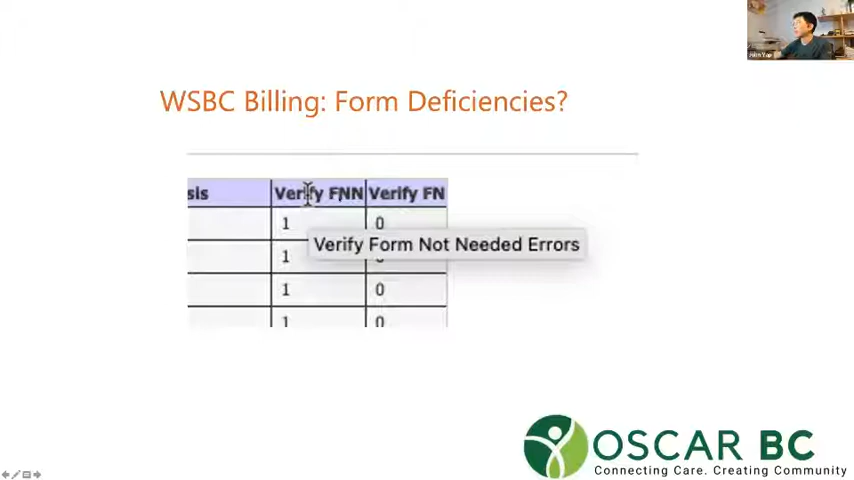 WSBC Billing: Form Deficiencies?
sis Verify FNN Verify FN
1 0
Verify Form Not Needed Errors
1
1 0
1 0
OSCAR BC
Connecting Care. Creating Community